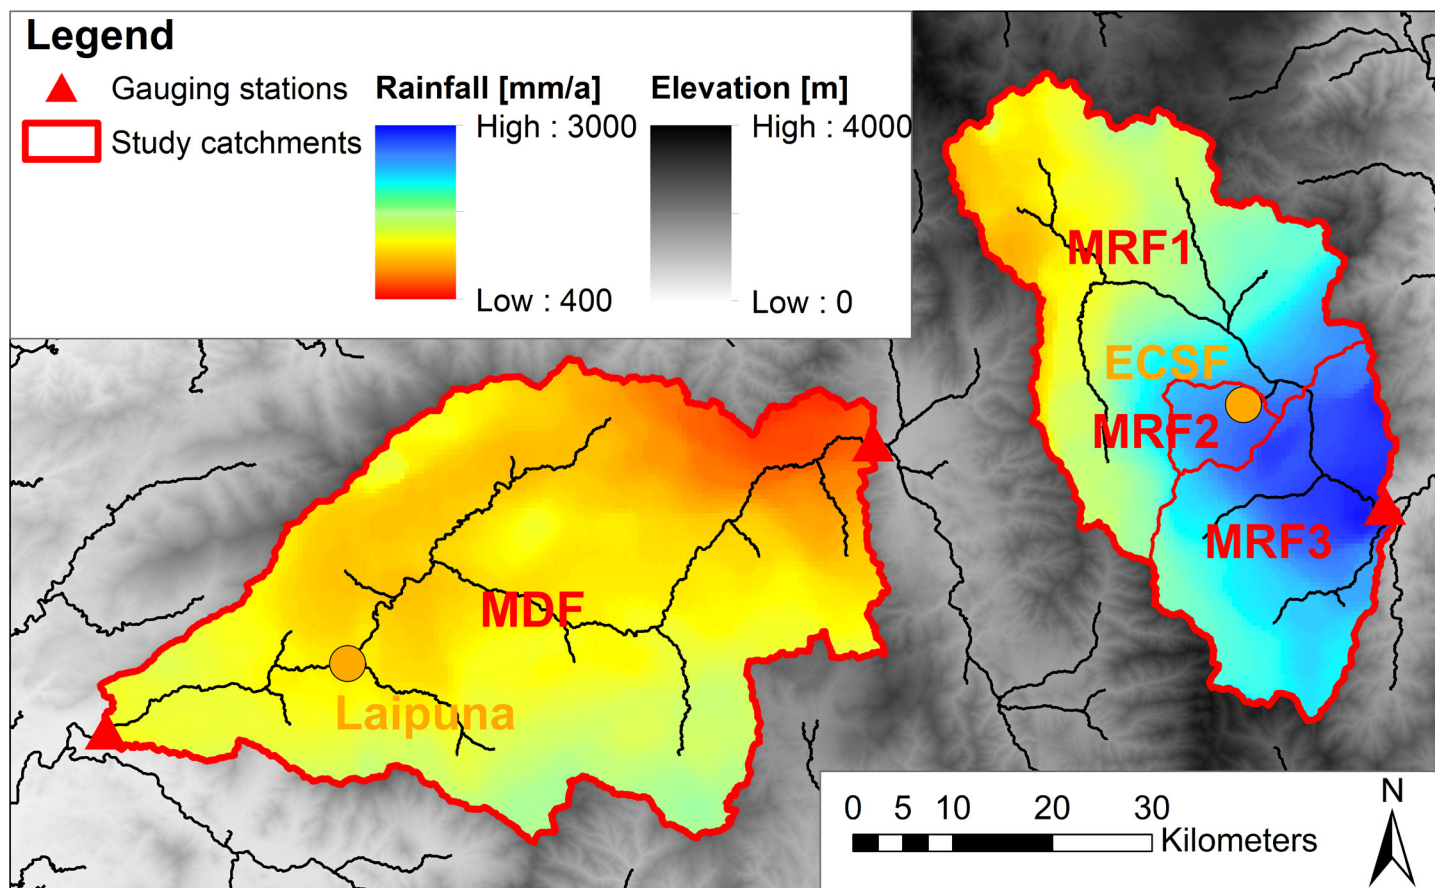 Legend
Gauging stations
Study catchments
Rainfall [mm/a]
High : 3000
Low : 400
Elevation [m]
High : 4000
Low : 0
MRF1
ECSF
MRF2
MRF3
MDF
Laipuna
0 5 10 20 30
Kilometers
N